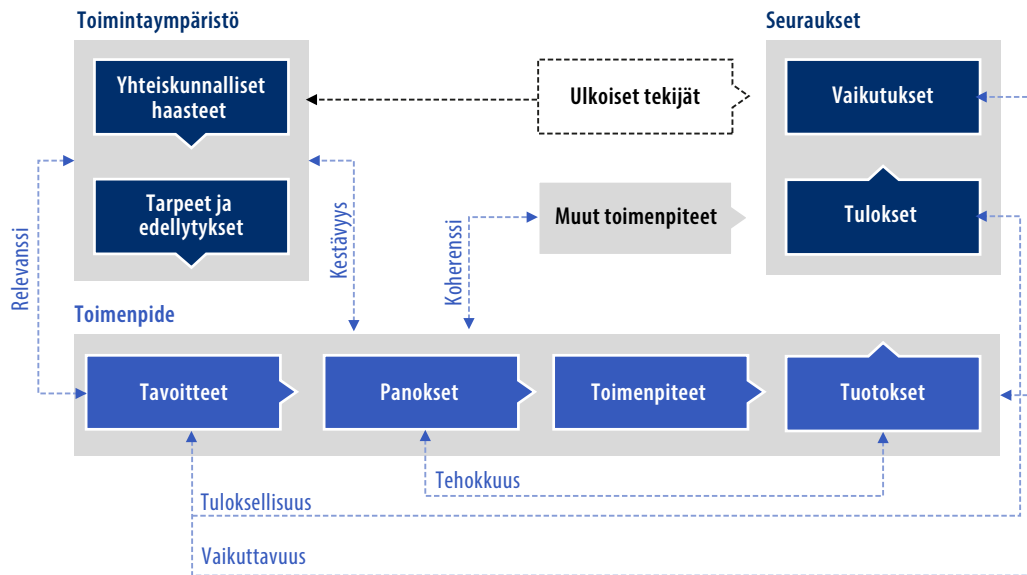 Toimintaympäristö
Seuraukset
Yhteiskunnalliset
haasteet
Ulkoiset tekijät
Vaikutukset
Tarpeet ja
edellytykset
Muut toimenpiteet
Tulokset
Relevanssi
Kestävyys
Koherenssi
Toimenpide
Tavoitteet
Panokset
Toimenpiteet
Tuotokset
Tehokkuus
Tuloksellisuus
Vaikuttavuus